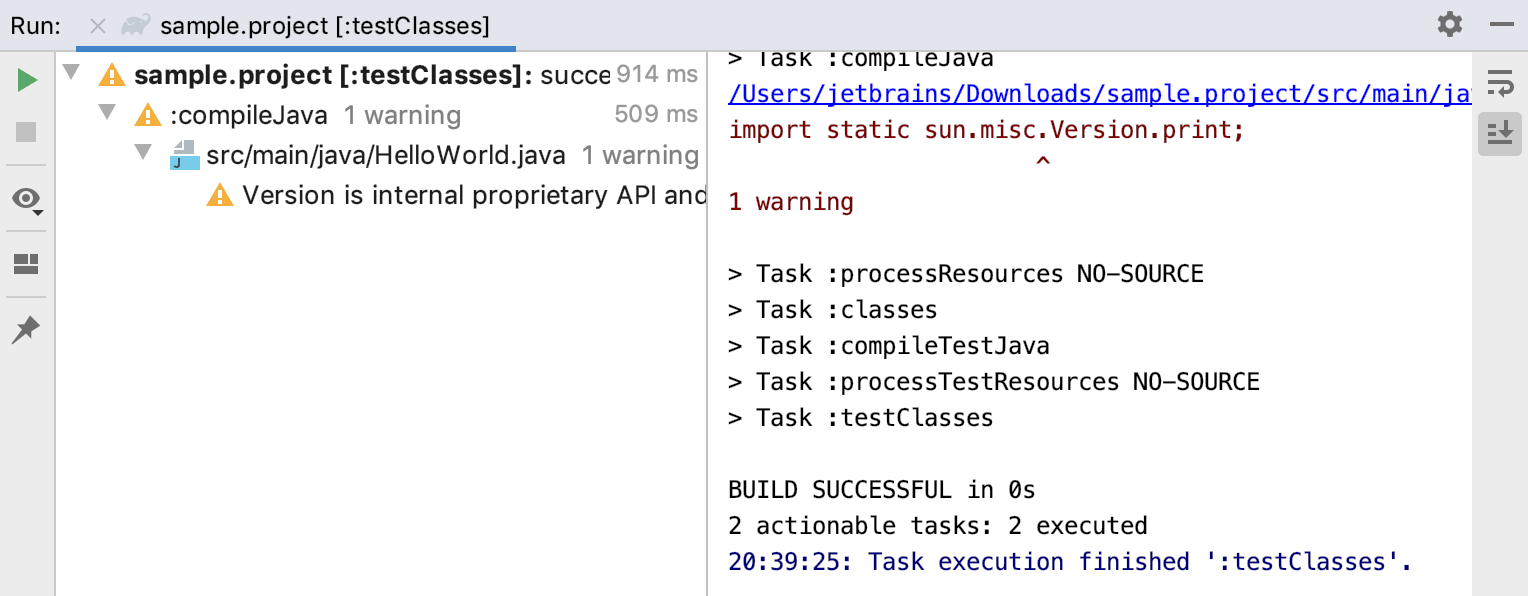 Run: sample.project [:testClasses]
sample.project [:testClasses]: succe 914 ms
:compileJava 1 warning 509 ms
src/main/java/HelloWorld.java 1 warning
Version is internal proprietary API and
> Task :compileJava
/Users/jetbrains/Downloads/sample.project/src/main/ja
import static sun.misc.Version.print;
^
1 warning
> Task :processResources NO-SOURCE
> Task :classes
> Task :compileTestJava
> Task :processTestResources NO-SOURCE
> Task :testClasses
BUILD SUCCESSFUL in 0s
2 actionable tasks: 2 executed
20:39:25: Task execution finished ':testClasses'.